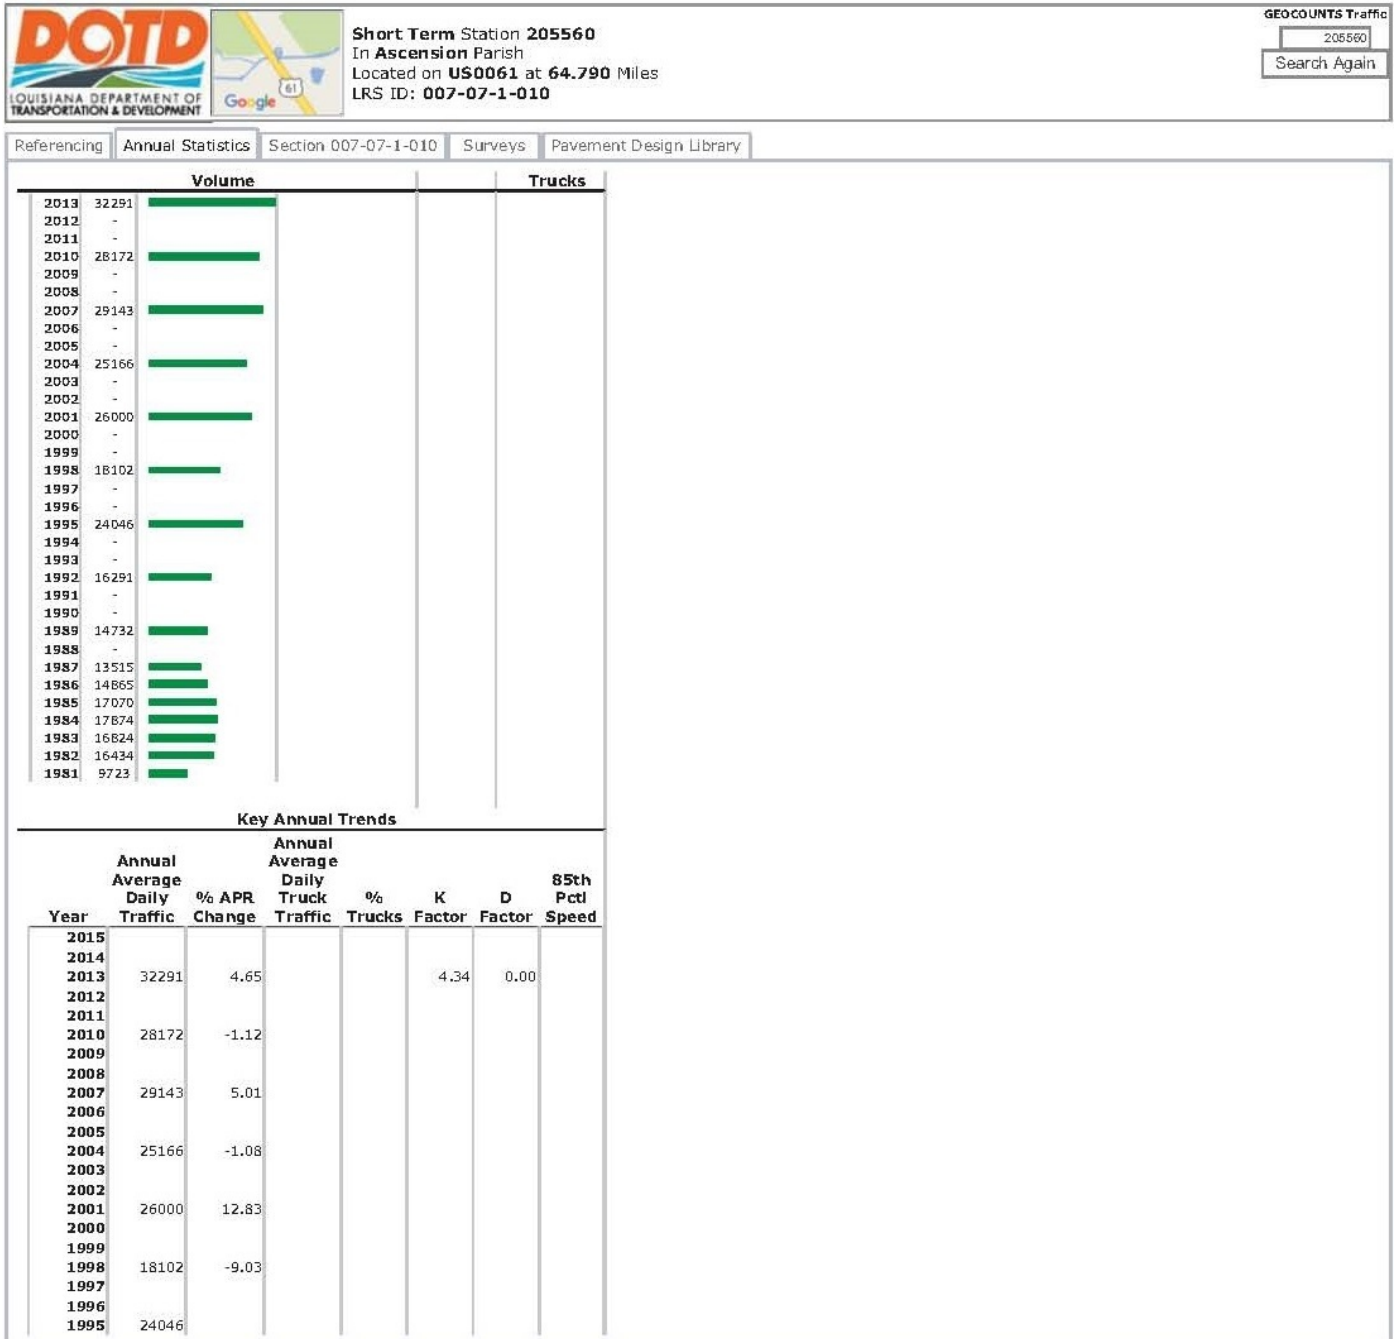 DOTD
LOUISIANA DEPARTMENT OF
TRANSPORTATION & DEVELOPMENT
Google
61
Short Term Station 205560
In Ascension Parish
Located on US0061 at 64.790 Miles
LRS ID: 007-07-1-010
GEOCOUNTS Traffic
205560
Search Again
Referencing Annual Statistics Section 007-07-1-010 Surveys Pavement Design Library
Volume Trucks
2013 32291
2012 -
2011 -
2010 28172
2009 -
2008 -
2007 29143
2006 -
2005 -
2004 25166
2003 -
2002 -
2001 26000
2000 -
1999 -
1998 18102
1997 -
1996 -
1995 24046
1994 -
1993 -
1992 16291
1991 -
1990 -
1989 14732
1988 -
1987 13515
1986 14865
1985 17070
1984 17874
1983 16824
1982 16434
1981 9723
Key Annual Trends
Annual
Annual Average
Average Daily 85th
Daily % APR Truck % K D Pctl
Year Traffic Change Traffic Trucks Factor Factor Speed
2015
2014
2013 32291 4.65 4.34 0.00
2012
2011
2010 28172 -1.12
2009
2008
2007 29143 5.01
2006
2005
2004 25166 -1.08
2003
2002
2001 26000 12.83
2000
1999
1998 18102 -9.03
1997
1996
1995 24046